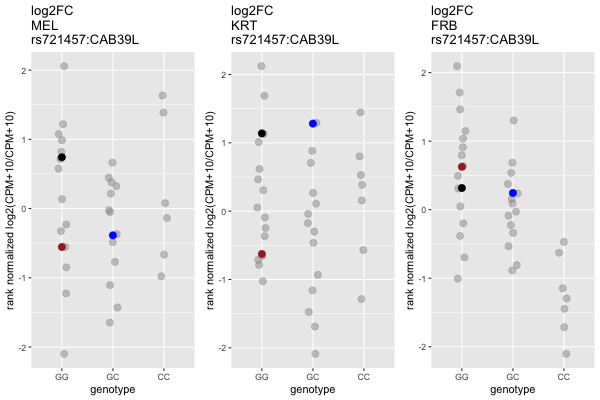 log2FC
MEL
rs721457:CAB39L
rank normalized log2(CPM+10/CPM+10)
2
1
0
-1
-2
GG
GC
CC
genotype
log2FC
KRT
rs721457:CAB39L
rank normalized log2(CPM+10/CPM+10)
2
1
0
-1
-2
GG
GC
CC
genotype
log2FC
FRB
rs721457:CAB39L
rank normalized log2(CPM+10/CPM+10)
2
1
0
-1
-2
GG
GC
CC
genotype